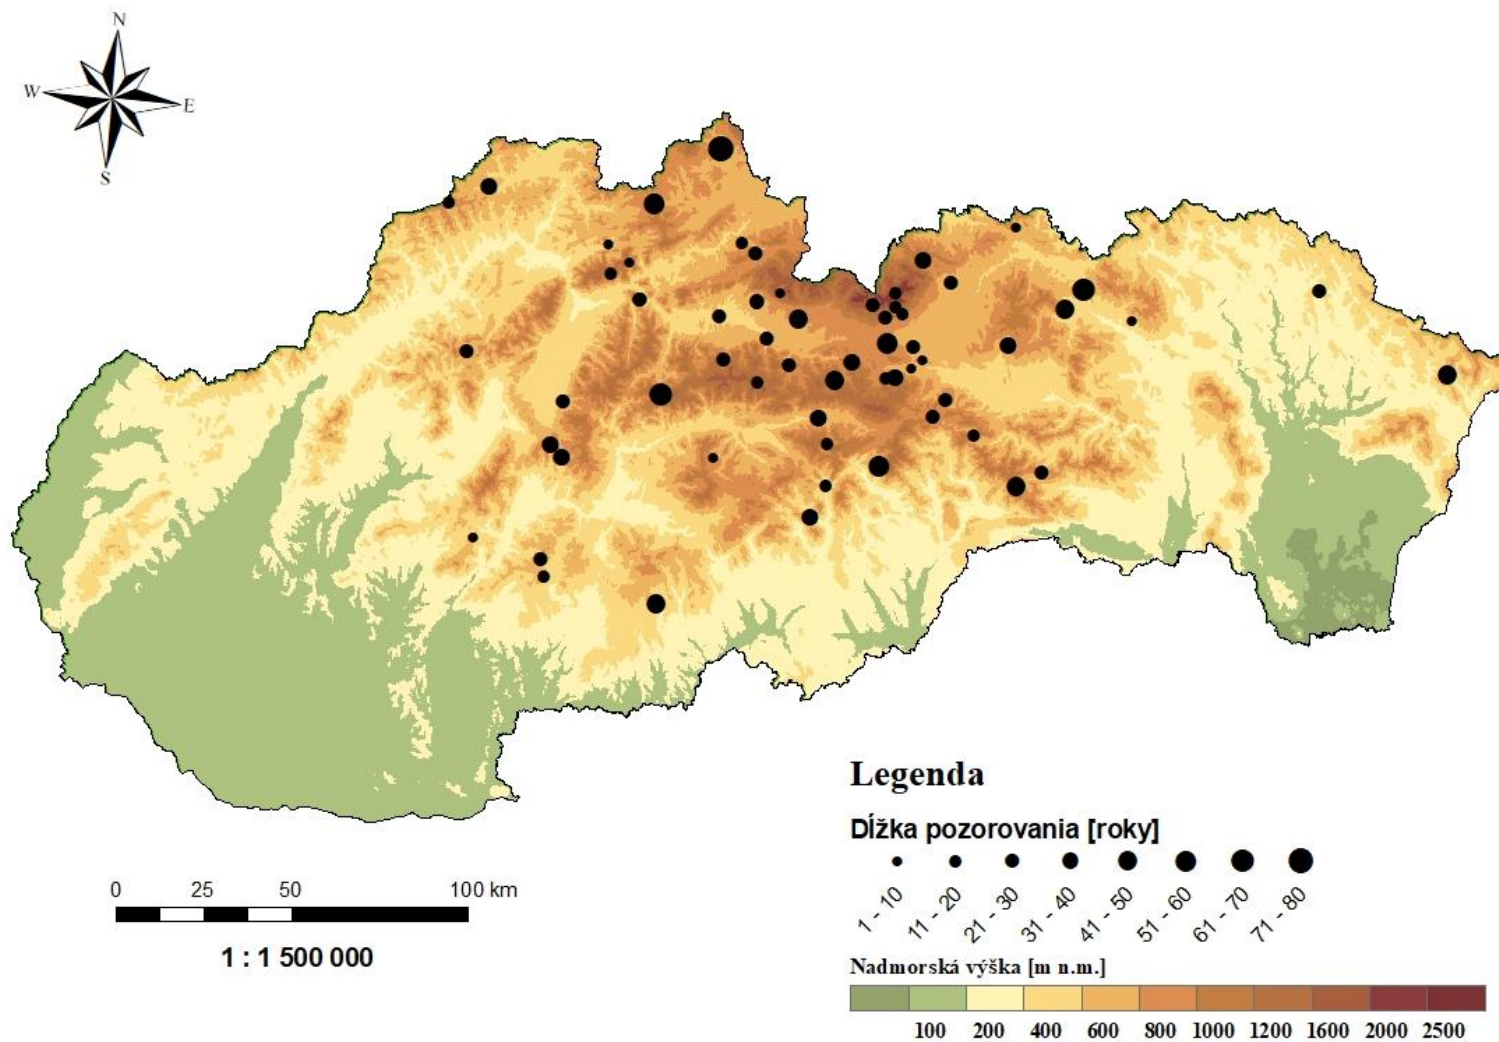 N
W
E
S
Legenda
Dĺžka pozorovania [roky]
1 - 10
11 - 20
21 - 30
31 - 40
41 - 50
51 - 60
61 - 70
71 - 80
0 25 50 100 km
1 : 1 500 000
Nadmorská výška [m n.m.]
100 200 400 600 800 1000 1200 1600 2000 2500